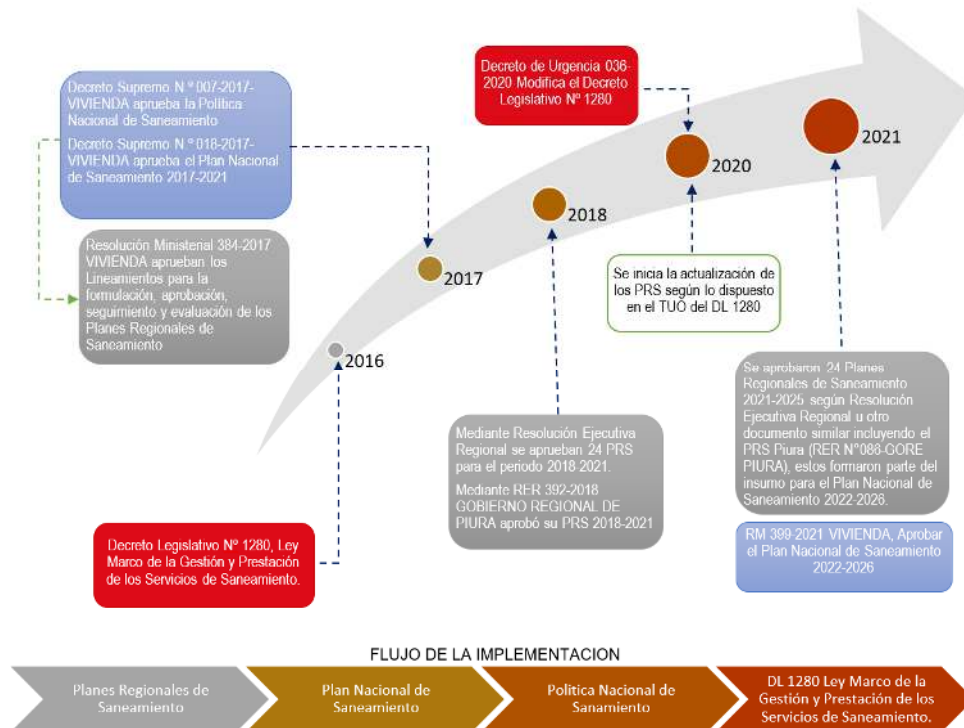 Decreto Supremo N º 007-2017-
VIVIENDA aprueba la Política
Nacional de Saneamiento
Decreto Supremo N º 018-2017-
VIVIENDA aprueba el Plan Nacional
de Saneamiento 2017-2021
Resolución Ministerial 384-2017
VIVIENDA aprueban los
Lineamientos para la
formulación, aprobación,
seguimiento y evaluación de los
Planes Regionales de
Saneamiento
Decreto de Urgencia 036-
2020 Modifica el Decreto
Legislativo Nº 1280
2016
2017
2018
2020
2021
Se inicia la actualización de
los PRS según lo dispuesto
en el TUO del DL 1280
Decreto Legislativo Nº 1280, Ley
Marco de la Gestión y Prestación
de los Servicios de Saneamiento.
Mediante Resolución Ejecutiva
Regional se aprueban 24 PRS
para el periodo 2018-2021.
Mediante RER 392-2018
GOBIERNO REGIONAL DE
PIURA aprobó su PRS 2018-2021
Se aprobaron 24 Planes
Regionales de Saneamiento
2021-2025 según Resolución
Ejecutiva Regional u otro
documento similar incluyendo el
PRS Piura (RER N°086-GORE
PIURA), estos formaron parte del
insumo para el Plan Nacional de
Saneamiento 2022-2026.
RM 399-2021 VIVIENDA, Aprobar
el Plan Nacional de Saneamiento
2022-2026
FLUJO DE LA IMPLEMENTACION
Planes Regionales de
Saneamiento
Plan Nacional de
Saneamiento
Politica Nacional de
Sanamiento
DL 1280 Ley Marco de la
Gestión y Prestación de los
Servicios de Saneamiento.